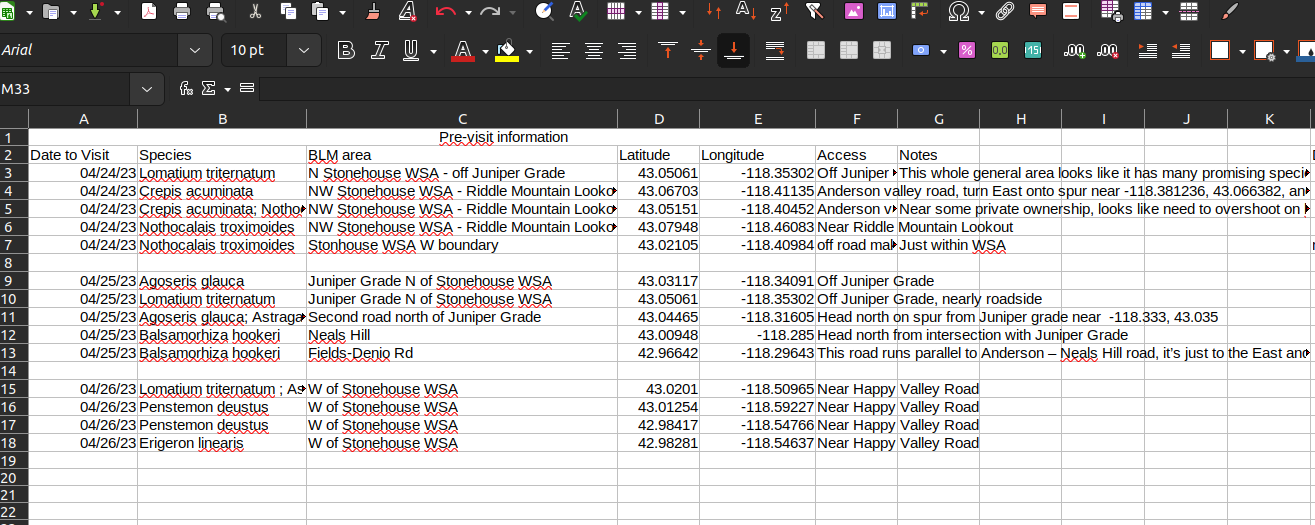 Arial 10 pt B I U A A Z % 0,0 15 .00 .00
M33 fx Σ =
A B C D E F G H I J K
1 Pre-visit information
2 Date to Visit Species BLM area Latitude Longitude Access Notes
3 04/24/23 Lomatium triternatum N Stonehouse WSA - off Juniper Grade 43.05061 -118.35302 Off Juniper This whole general area looks like it has many promising speci
4 04/24/23 Crepis acuminata NW Stonehouse WSA - Riddle Mountain Looko 43.06703 -118.41135 Anderson valley road, turn East onto spur near -118.381236, 43.066382, an
5 04/24/23 Crepis acuminata; Notho NW Stonehouse WSA - Riddle Mountain Looko 43.05151 -118.40452 Anderson v Near some private ownership, looks like need to overshoot on
6 04/24/23 Nothocalais troximoides NW Stonehouse WSA - Riddle Mountain Looko 43.07948 -118.46083 Near Riddle Mountain Lookout
7 04/24/23 Nothocalais troximoides Stonhouse WSA W boundary 43.02105 -118.40984 off road mal Just within WSA
8
9 04/25/23 Agoseris glauca Juniper Grade N of Stonehouse WSA 43.03117 -118.34091 Off Juniper Grade
10 04/25/23 Lomatium triternatum Juniper Grade N of Stonehouse WSA 43.05061 -118.35302 Off Juniper Grade, nearly roadside
11 04/25/23 Agoseris glauca; Astraga Second road north of Juniper Grade 43.04465 -118.31605 Head north on spur from Juniper grade near -118.333, 43.035
12 04/25/23 Balsamorhiza hookeri Neals Hill 43.00948 -118.285 Head north from intersection with Juniper Grade
13 04/25/23 Balsamorhiza hookeri Fields-Denio Rd 42.96642 -118.29643 This road runs parallel to Anderson – Neals Hill road, it's just to the East and
14
15 04/26/23 Lomatium triternatum ; As W of Stonehouse WSA 43.0201 -118.50965 Near Happy Valley Road
16 04/26/23 Penstemon deustus W of Stonehouse WSA 43.01254 -118.59227 Near Happy Valley Road
17 04/26/23 Penstemon deustus W of Stonehouse WSA 42.98417 -118.54766 Near Happy Valley Road
18 04/26/23 Erigeron linearis W of Stonehouse WSA 42.98281 -118.54637 Near Happy Valley Road
19
20
21
22